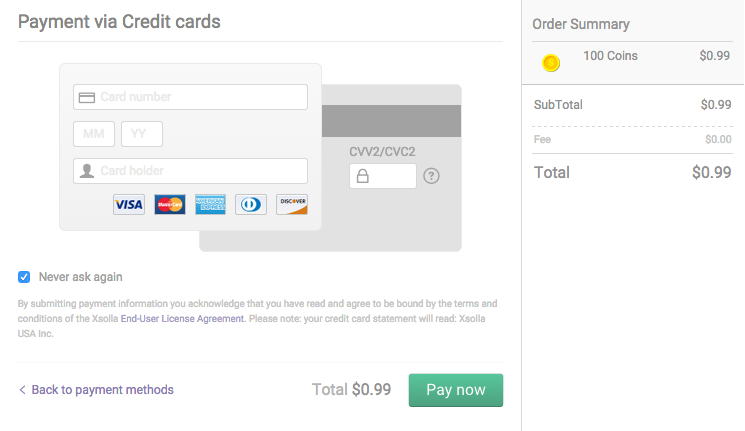 Payment via Credit cards
Card number
MM YY
Card holder
VISA MasterCard AMERICAN EXPRESS DISCOVER
CVV2/CVC2
?
Never ask again
By submitting payment information you acknowledge that you have read and agree to be bound by the terms and
conditions of the Xsolla End-User License Agreement. Please note: your credit card statement will read: Xsolla
USA Inc.
< Back to payment methods
Total $0.99
Pay now
Order Summary
100 Coins $0.99
SubTotal $0.99
Fee $0.00
Total $0.99